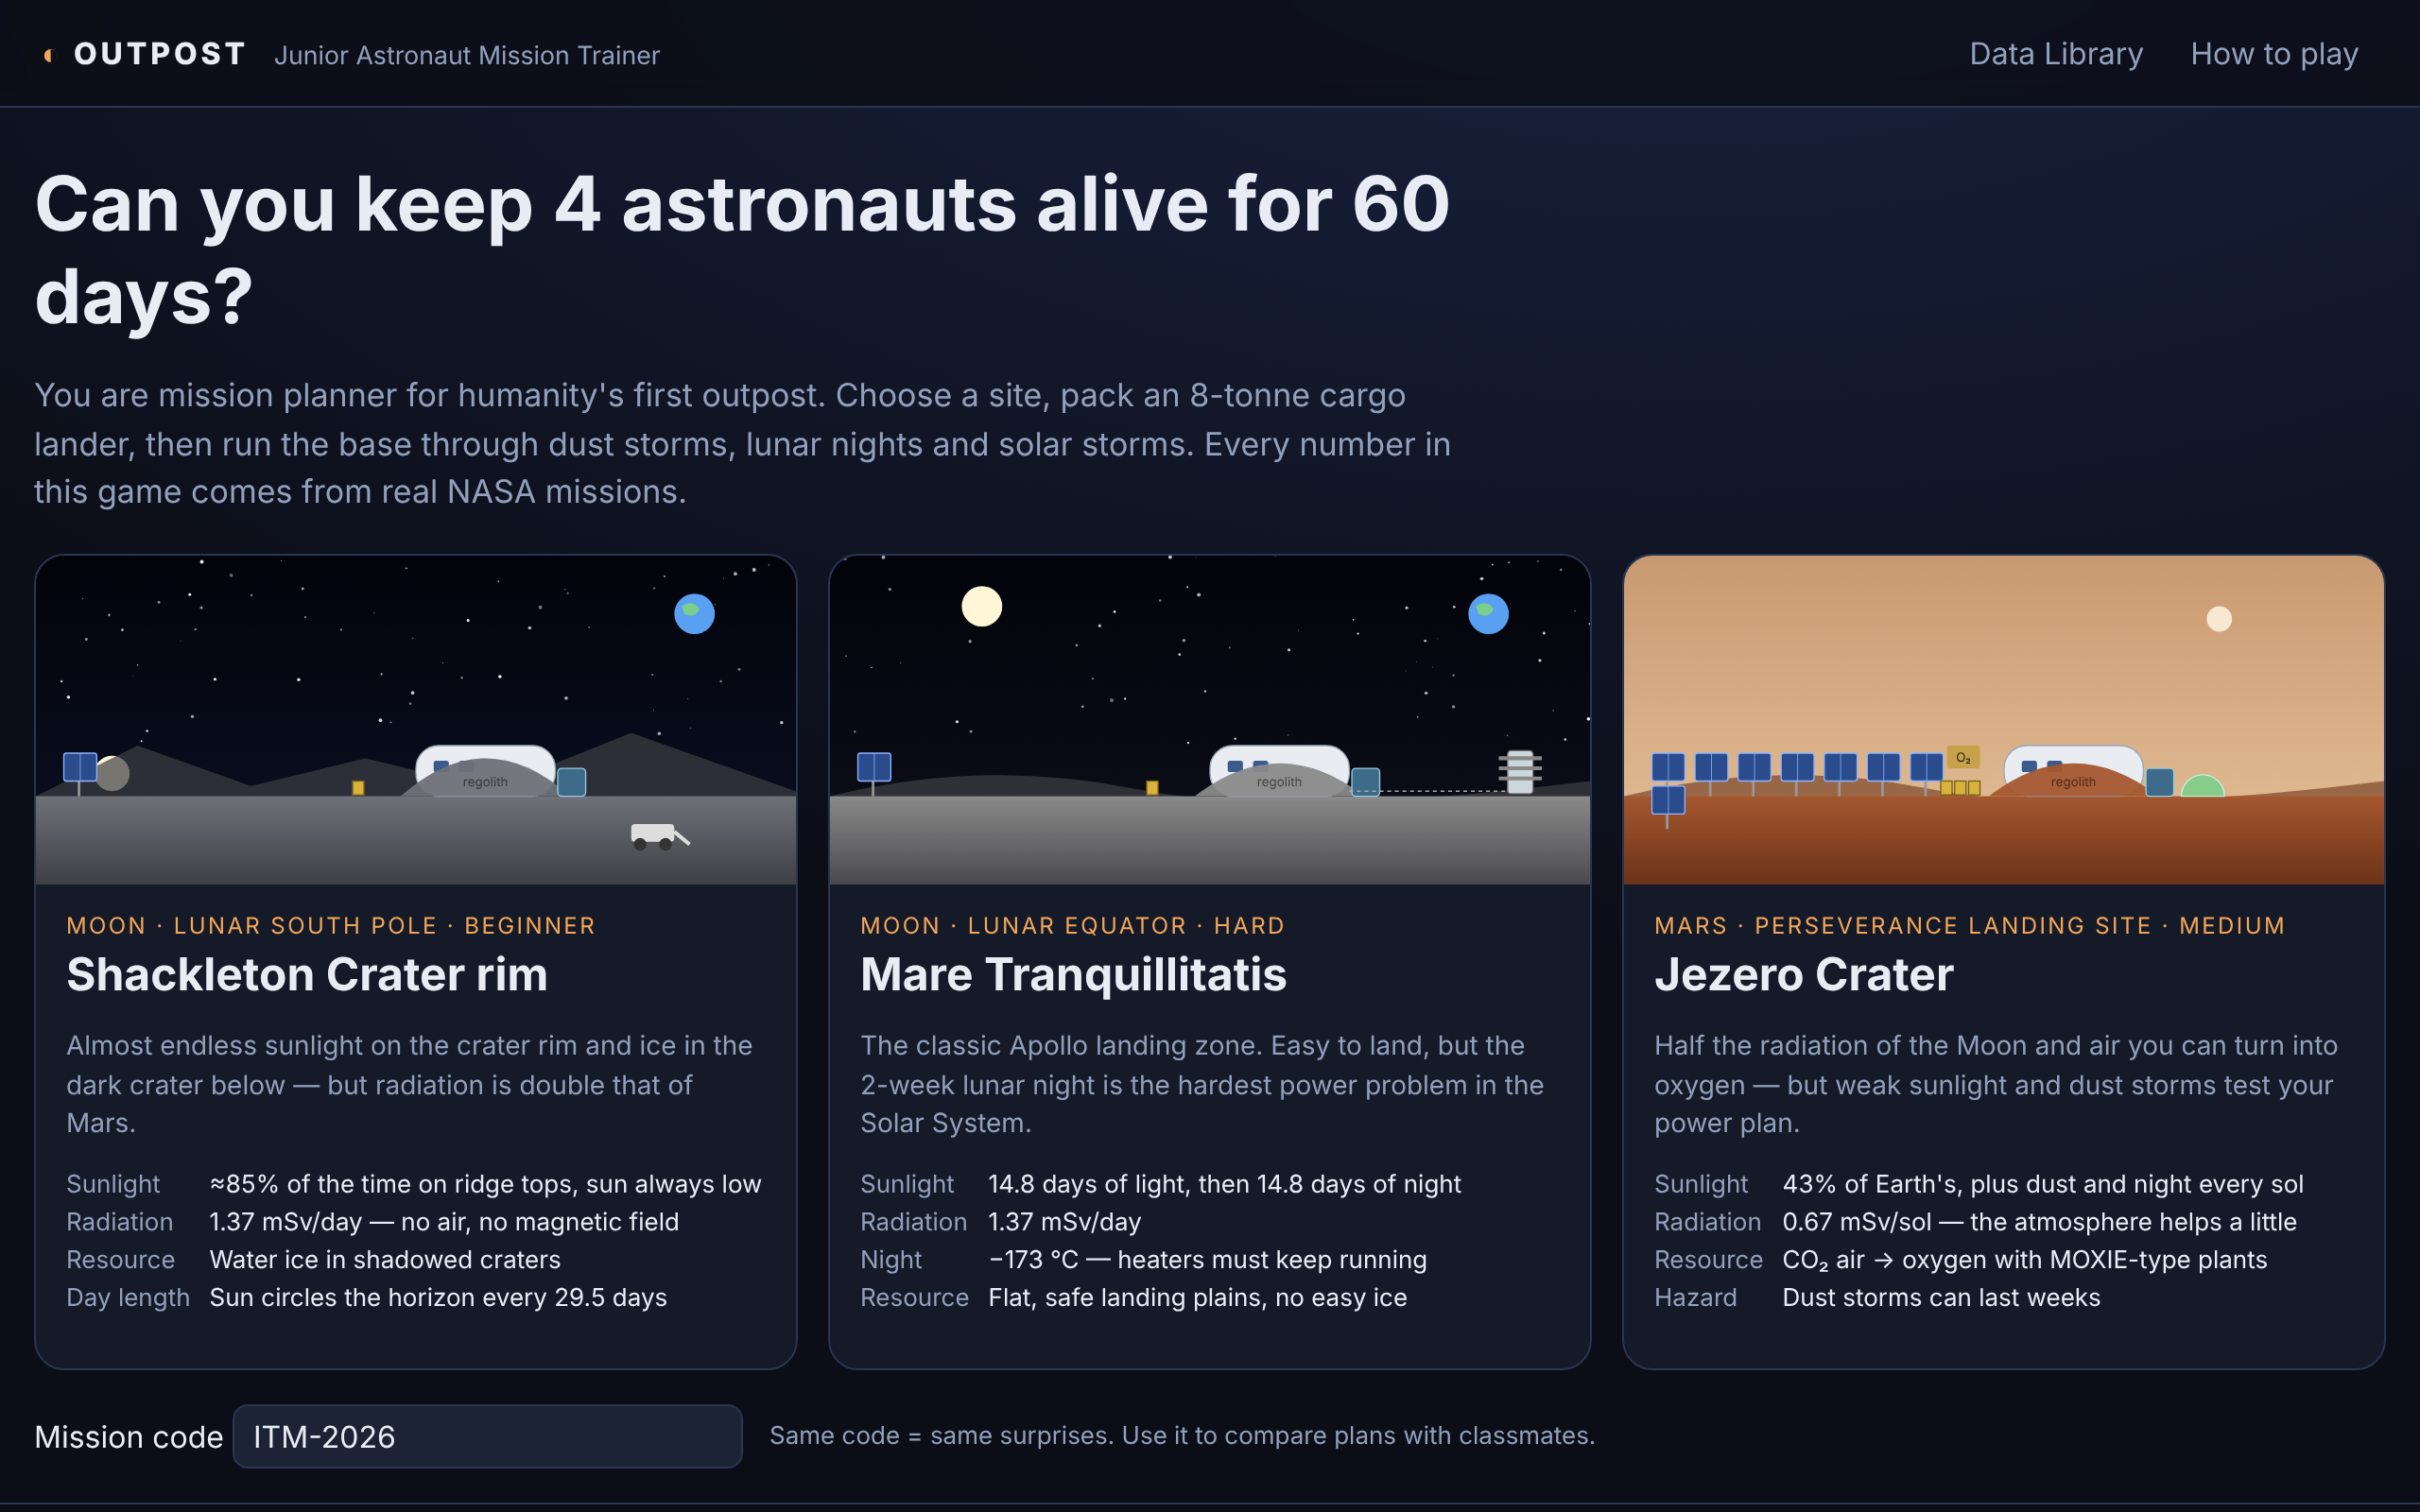 OUTPOST Junior Astronaut Mission Trainer Data Library How to play
Can you keep 4 astronauts alive for 60
days?
You are mission planner for humanity's first outpost. Choose a site, pack an 8-tonne cargo
lander, then run the base through dust storms, lunar nights and solar storms. Every number in
this game comes from real NASA missions.
regolith
MOON · LUNAR SOUTH POLE · BEGINNER
Shackleton Crater rim
Almost endless sunlight on the crater rim and ice in the
dark crater below — but radiation is double that of
Mars.
Sunlight ≈85% of the time on ridge tops, sun always low
Radiation 1.37 mSv/day — no air, no magnetic field
Resource Water ice in shadowed craters
Day length Sun circles the horizon every 29.5 days
regolith
MOON · LUNAR EQUATOR · HARD
Mare Tranquillitatis
The classic Apollo landing zone. Easy to land, but the
2-week lunar night is the hardest power problem in the
Solar System.
Sunlight 14.8 days of light, then 14.8 days of night
Radiation 1.37 mSv/day
Night −173 °C — heaters must keep running
Resource Flat, safe landing plains, no easy ice
O₂
regolith
MARS · PERSEVERANCE LANDING SITE · MEDIUM
Jezero Crater
Half the radiation of the Moon and air you can turn into
oxygen — but weak sunlight and dust storms test your
power plan.
Sunlight 43% of Earth's, plus dust and night every sol
Radiation 0.67 mSv/sol — the atmosphere helps a little
Resource CO₂ air → oxygen with MOXIE-type plants
Hazard Dust storms can last weeks
Mission code ITM-2026 Same code = same surprises. Use it to compare plans with classmates.